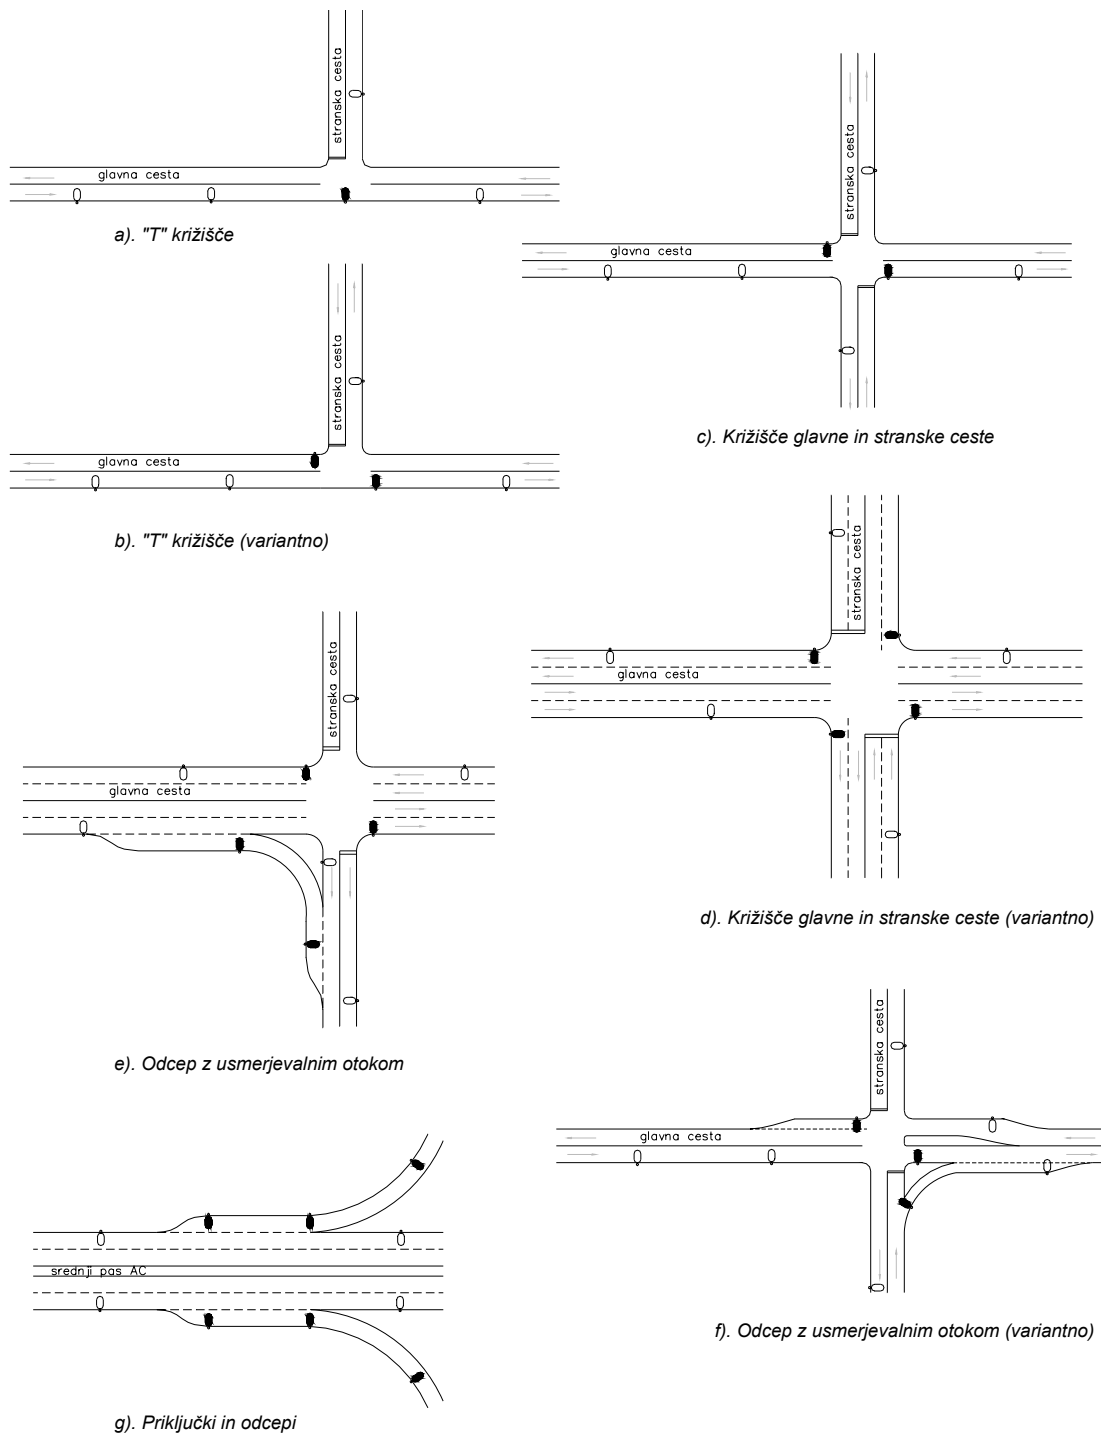 stranska cesta
glavna cesta
a). "T" križišče
stranska cesta
glavna cesta
b). "T" križišče (variantno)
stranska cesta
glavna cesta
c). Križišče glavne in stranske ceste
stranska cesta
glavna cesta
d). Križišče glavne in stranske ceste (variantno)
stranska cesta
glavna cesta
e). Odcep z usmerjevalnim otokom
stranska cesta
glavna cesta
f). Odcep z usmerjevalnim otokom (variantno)
srednji pas AC
g). Priključki in odcepi